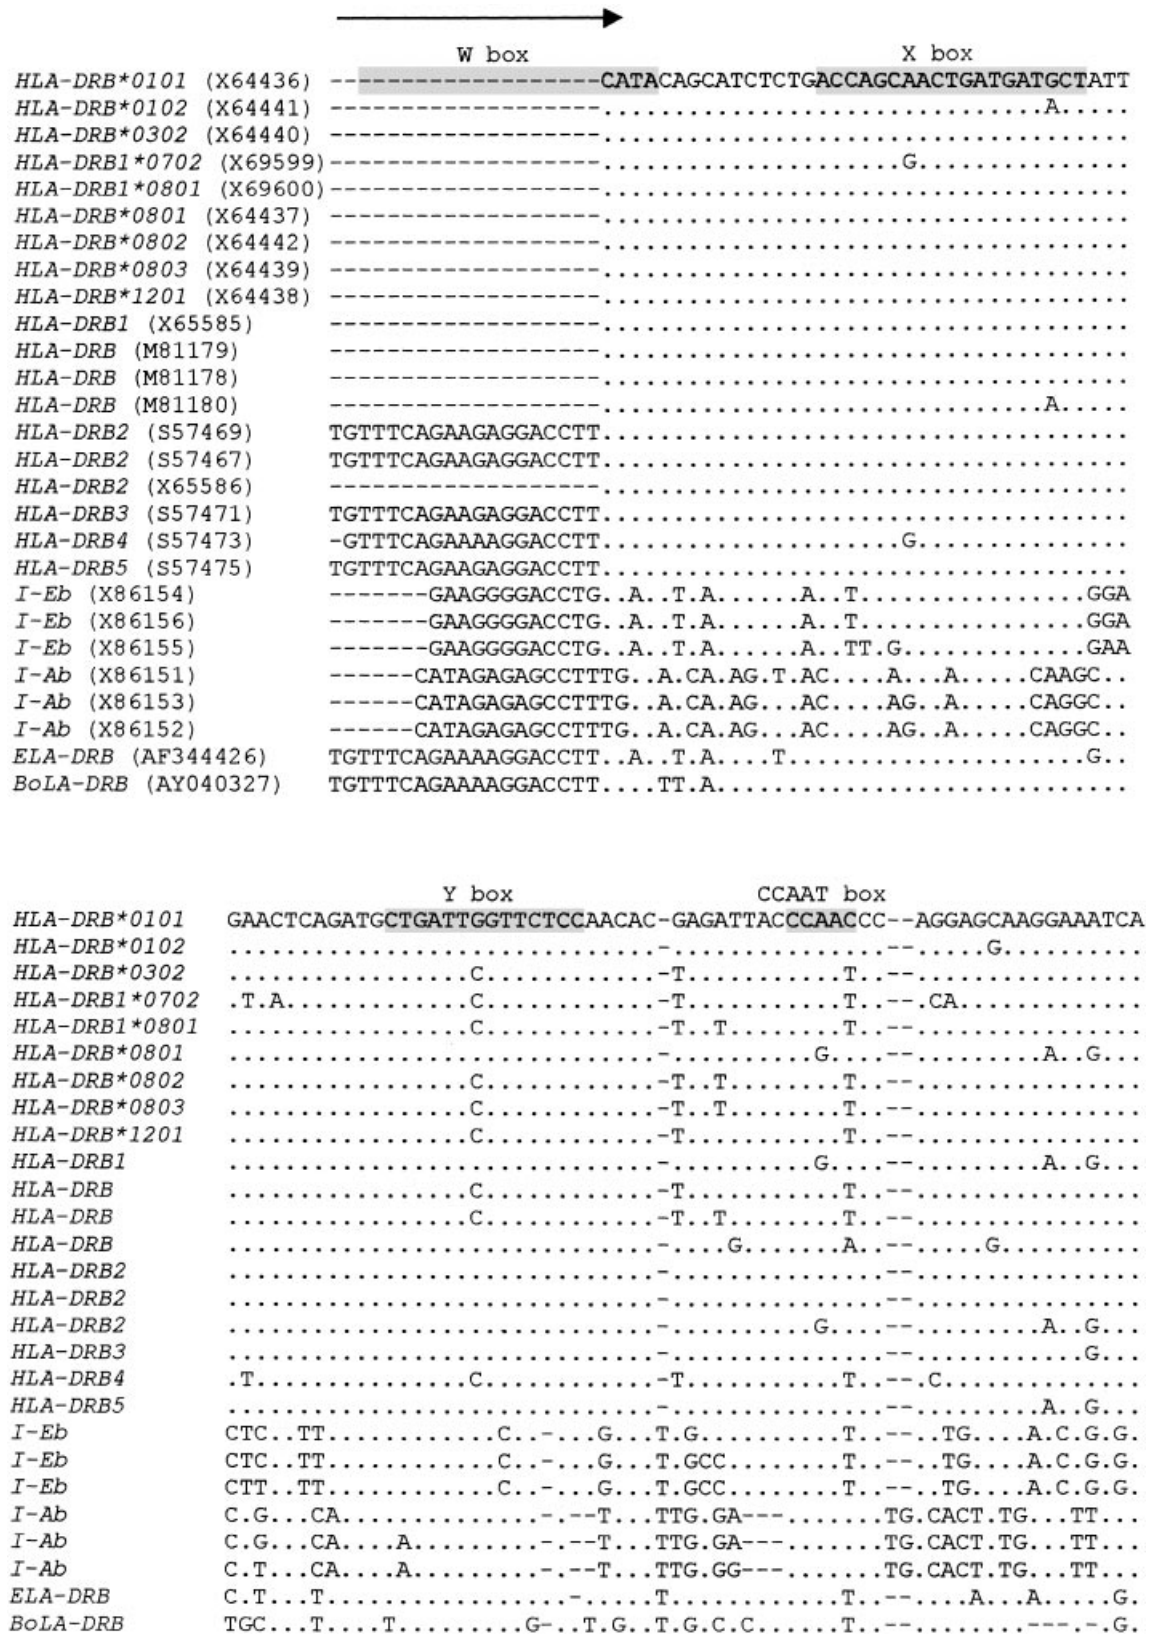 W box X box
HLA-DRB*0101 (X64436) -------------------CATACAGCATCTCTGACCAGCAACTGATGATGCTATT
HLA-DRB*0102 (X64441) -------------------...............................A.....
HLA-DRB*0302 (X64440) -------------------.....................................
HLA-DRB1*0702 (X69599) -------------------.....................G...............
HLA-DRB1*0801 (X69600) -------------------.....................................
HLA-DRB*0801 (X64437) -------------------.....................................
HLA-DRB*0802 (X64442) -------------------.....................................
HLA-DRB*0803 (X64439) -------------------.....................................
HLA-DRB*1201 (X64438) -------------------.....................................
HLA-DRB1 (X65585) -------------------.....................................
HLA-DRB (M81179) -------------------.....................................
HLA-DRB (M81178) -------------------.....................................
HLA-DRB (M81180) -------------------...............................A.....
HLA-DRB2 (S57469) TGTTTCAGAAGAGGACCTT.....................................
HLA-DRB2 (S57467) TGTTTCAGAAGAGGACCTT.....................................
HLA-DRB2 (X65586) -------------------.....................................
HLA-DRB3 (S57471) TGTTTCAGAAGAGGACCTT.....................................
HLA-DRB4 (S57473) -GTTTCAGAAAAGGACCTT.....................G...............
HLA-DRB5 (S57475) TGTTTCAGAAGAGGACCTT.....................................
I-Eb (X86154) -------GAAGGGGACCTG..A..T.A......A..T................GGA
I-Eb (X86156) -------GAAGGGGACCTG..A..T.A......A..T................GGA
I-Eb (X86155) -------GAAGGGGACCTG..A..T.A......A..TT.G.............GAA
I-Ab (X86151) ------CATAGAGAGCCTTTG..A.CA.AG.T.AC....A...A.....CAAGC..
I-Ab (X86153) ------CATAGAGAGCCTTTG..A.CA.AG...AC....AG..A.....CAGGC..
I-Ab (X86152) ------CATAGAGAGCCTTTG..A.CA.AG...AC....AG..A.....CAGGC..
ELA-DRB (AF344426) TGTTTCAGAAAAGGACCTT..A..T.A....T.....................G..
BoLA-DRB (AY040327) TGTTTCAGAAAAGGACCTT....TT.A.............................
Y box CCAAT box
HLA-DRB*0101 GAACTCAGATGCTGATTGGTTCTCCAACAC-GAGATTACCCAACCC--AGGAGCAAGGAAATCA
HLA-DRB*0102 ..............................-...............--.....G..........
HLA-DRB*0302 .................C............-T...........T..--................
HLA-DRB1*0702 .T.A.............C............-T...........T..--.CA.............
HLA-DRB1*0801 .................C............-T..T........T..--................
HLA-DRB*0801 ..............................-..........G....--.........A..G...
HLA-DRB*0802 .................C............-T..T........T..--................
HLA-DRB*0803 .................C............-T..T........T..--................
HLA-DRB*1201 .................C............-T...........T..--................
HLA-DRB1 ..............................-..........G....--.........A..G...
HLA-DRB .................C............-T...........T..--................
HLA-DRB .................C............-T..T........T..--................
HLA-DRB ..............................-....G.......A..--.....G..........
HLA-DRB2 ..............................-...............--................
HLA-DRB2 ..............................-...............--................
HLA-DRB2 ..............................-..........G....--.........A..G...
HLA-DRB3 ..............................-...............--............G...
HLA-DRB4 .T...............C............-T...........T..--.C..............
HLA-DRB5 ..............................-...............--.........A..G...
I-Eb CTC..TT............C..-...G...T.G..........T..--..TG....A.C.G.G.
I-Eb CTC..TT............C..-...G...T.GCC........T..--..TG....A.C.G.G.
I-Eb CTT..TT............C..-...G...T.GCC........T..--..TG....A.C.G.G.
I-Ab C.G...CA..............-.--T...TTG.GA---.......TG.CACT.TG...TT...
I-Ab C.G...CA....A.........-.--T...TTG.GA---.......TG.CACT.TG...TT...
I-Ab C.T...CA....A.........-.--T...TTG.GG---.......TG.CACT.TG...TT...
ELA-DRB C.T...T.................-.....T............T..--....A...A.....G.
BoLA-DRB TGC...T....T.........G-..T.G..T.G.C.C......T..--........---.-.G.